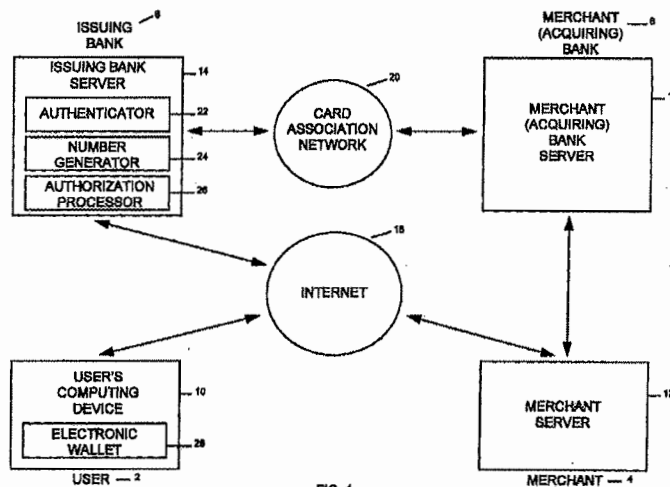 ISSUING
BANK
6
ISSUING BANK
SERVER
14
AUTHENTICATOR
22
NUMBER
GENERATOR
24
AUTHORIZATION
PROCESSOR
26
20
CARD
ASSOCIATION
NETWORK
MERCHANT
(ACQUIRING)
BANK
8
MERCHANT
(ACQUIRING)
BANK
SERVER
18
INTERNET
USER'S
COMPUTING
DEVICE
10
ELECTRONIC
WALLET
28
USER — 2
MERCHANT
SERVER
MERCHANT — 4